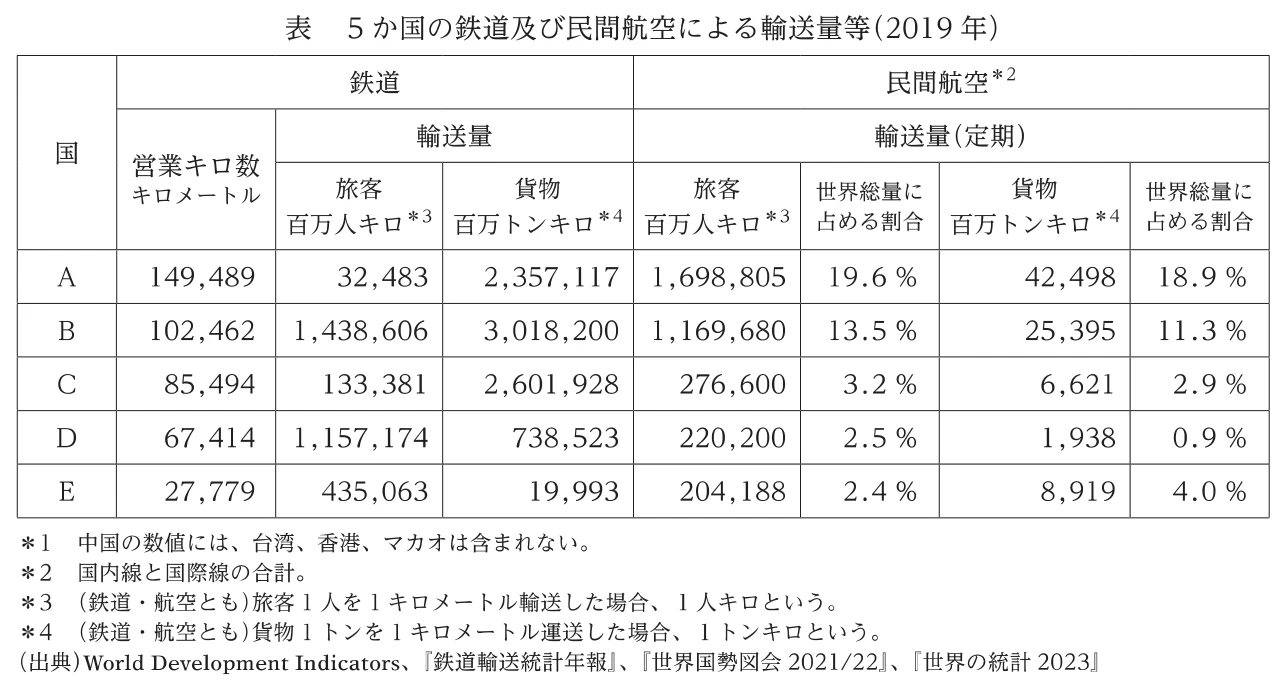 表　５か国の鉄道及び民間航空による輸送量等（2019 年）
国
鉄道
民間航空＊2
営業キロ数
キロメートル
輸送量
輸送量（定期）
旅客
百万人キロ＊3
貨物
百万トンキロ＊4
旅客
百万人キロ＊3
世界総量に
占める割合
貨物
百万トンキロ＊4
世界総量に
占める割合
A 149,489 32,483 2,357,117 1,698,805 19.6 % 42,498 18.9 %
B 102,462 1,438,606 3,018,200 1,169,680 13.5 % 25,395 11.3 %
C 85,494 133,381 2,601,928 276,600 3.2 % 6,621 2.9 %
D 67,414 1,157,174 738,523 220,200 2.5 % 1,938 0.9 %
E 27,779 435,063 19,993 204,188 2.4 % 8,919 4.0 %
＊1　中国の数値には、台湾、香港、マカオは含まれない。
＊2　国内線と国際線の合計。
＊3　（鉄道・航空とも）旅客 1 人を 1 キロメートル輸送した場合、1 人キロという。
＊4　（鉄道・航空とも）貨物 1 トンを 1 キロメートル運送した場合、1 トンキロという。
（出典）World Development Indicators、『鉄道輸送統計年報』、『世界国勢図会 2021/22』、『世界の統計 2023』